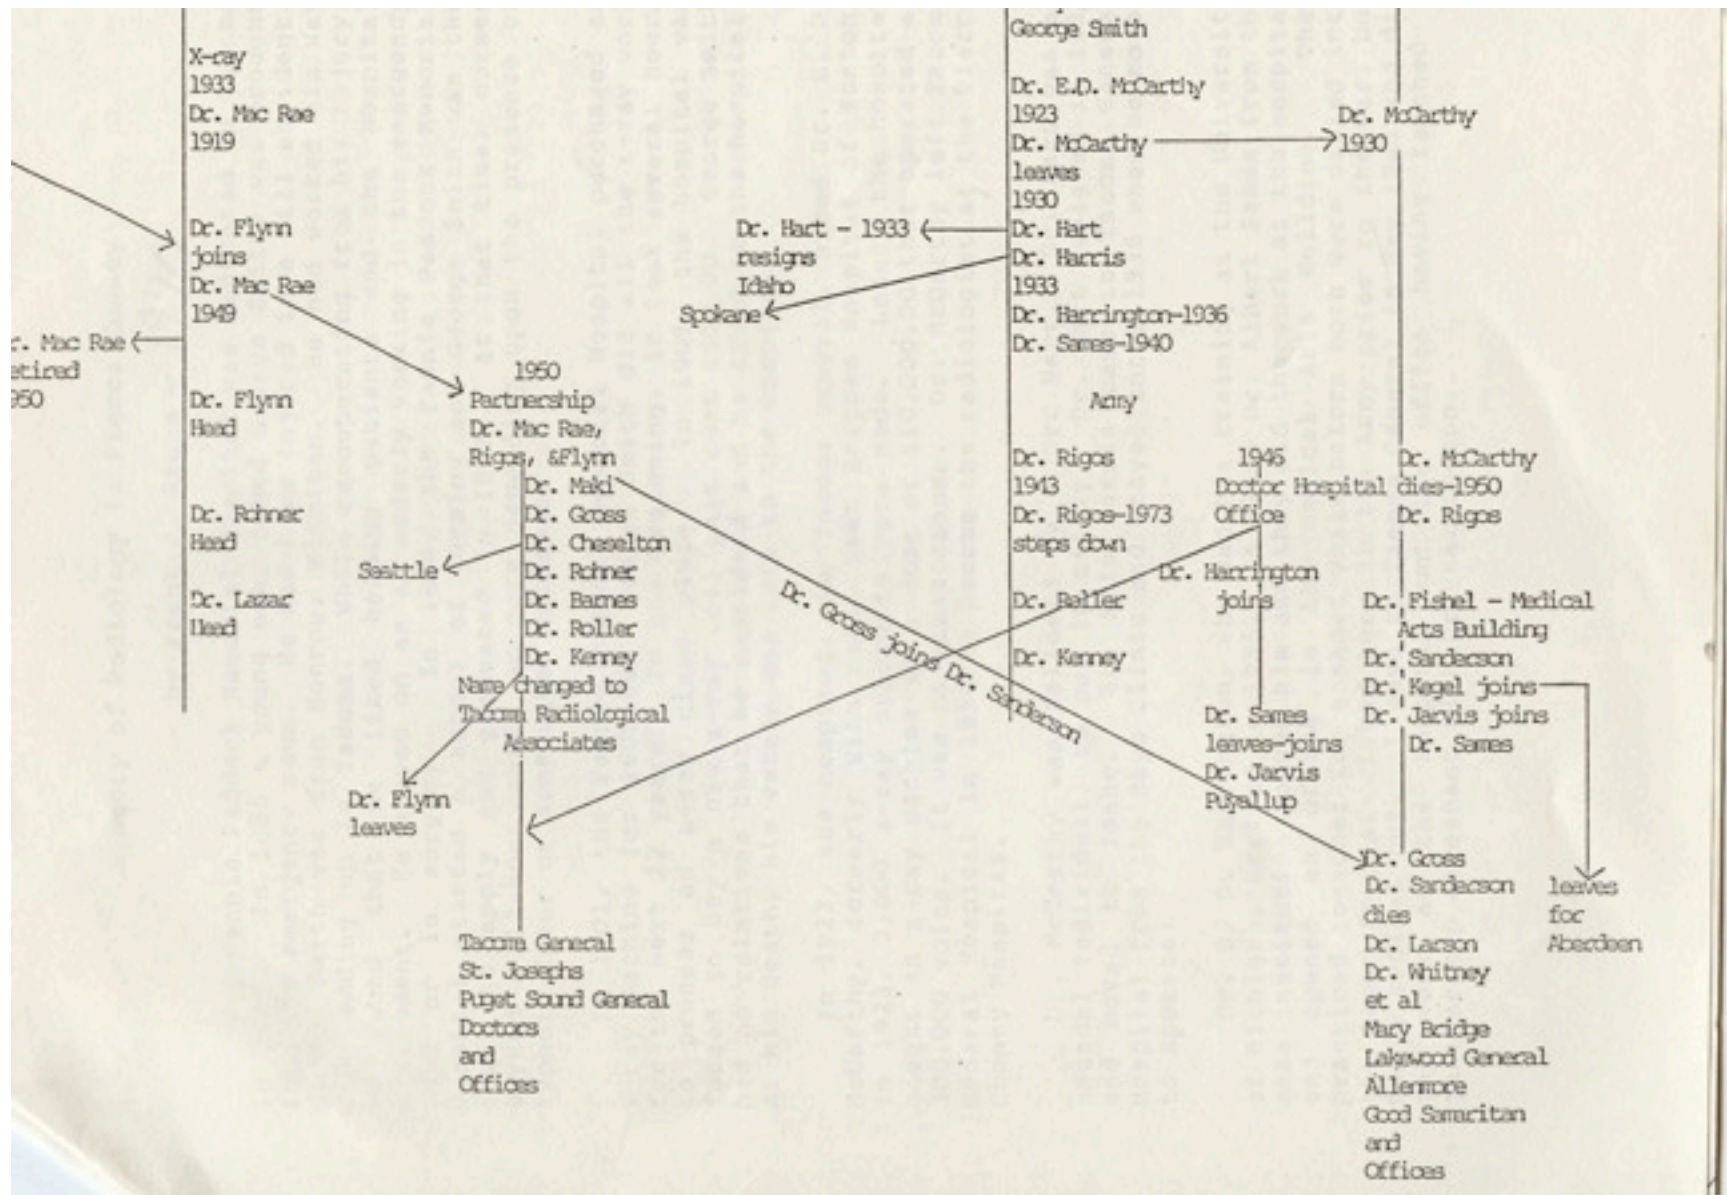 X-ray
1933
Dr. Mac Rae
1919
Dr. Flynn
joins
Dr. Mac Rae
1949
Mac Rae
Dr. Flynn
Head
Dr. Rohner
Head
Dr. Lazar
Head
1950
Partnership
Dr. Mac Rae,
Rigos, &Flynn
Dr. Maki
Dr. Gross
Dr. Cheselton
Seattle
Dr. Rohner
Dr. Barnes
Dr. Roller
Dr. Kenney
Name changed to
Tacoma Radiological
Associates
Dr. Flynn
leaves
Tacoma General
St. Josephs
Puget Sound General
Doctors
and
Offices
Dr. Gross joins Dr. Sanderson
George Smith
Dr. E.D. McCarthy
1923
Dr. McCarthy
leaves
1930
Dr. Hart
Dr. Harris
1933
Dr. Harrington-1936
Dr. Sames-1940
Dr. Hart - 1933
resigns
Idaho
Spokane
Army
Dr. Rigos
1943
Dr. Rigos-1973
steps down
Dr. Roller
Dr. Kenney
1946
Doctor Hospital
Office
Dr. Harrington
joins
Dr. Sames
leaves-joins
Dr. Jarvis
Puyallup
Dr. McCarthy
1930
Dr. McCarthy
dies-1950
Dr. Rigos
Dr. Fishel - Medical
Arts Building
Dr. Sanderson
Dr. Kegel joins
Dr. Jarvis joins
Dr. Sames
leaves
for
Aberdeen
Dr. Gross
Dr. Sanderson
dies
Dr. Larson
Dr. Whitney
et al
Mary Bridge
Lakewood General
Allenmore
Good Samaritan
and
Offices